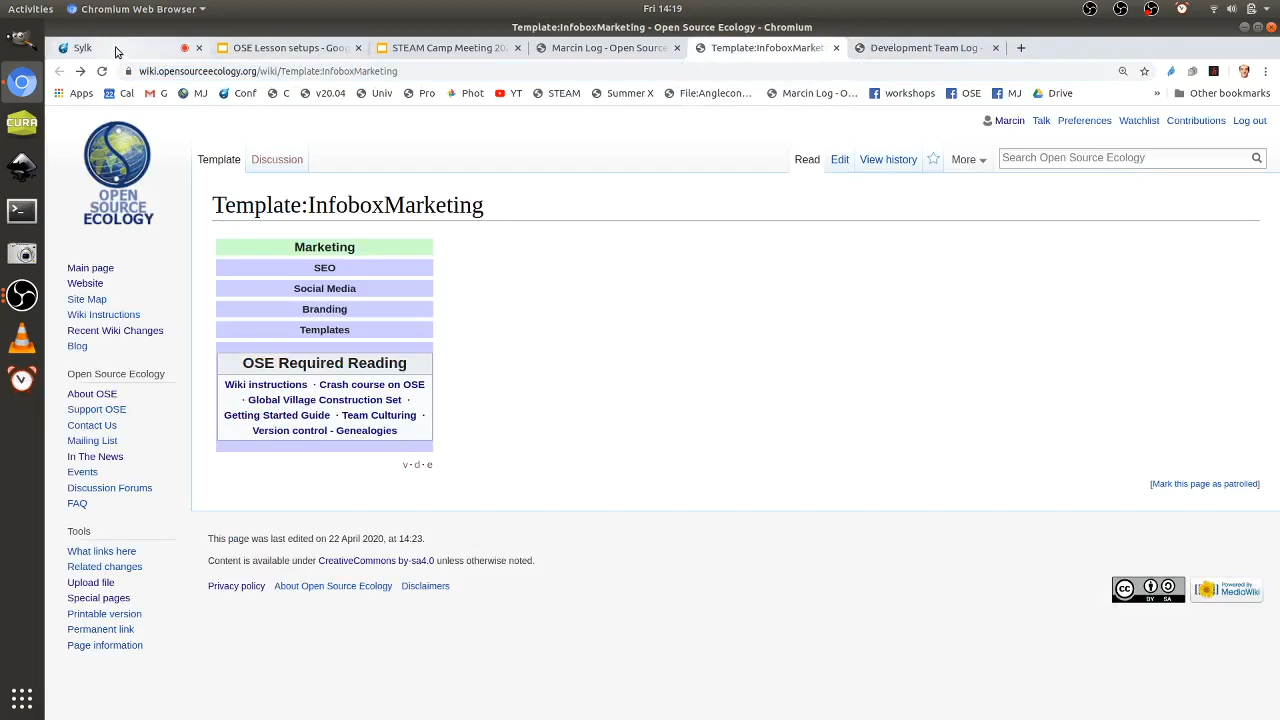 Activities Chromium Web Browser Fri 14:19
Template:InfoboxMarketing - Open Source Ecology - Chromium
Sylk OSE Lesson setups - Goo STEAM Camp Meeting 20 Marcin Log - Open Source Template:InfoboxMarket Development Team Log -
wiki.opensourceecology.org/wiki/Template:InfoboxMarketing
Apps Cal G MJ Conf C v20.04 Univ Pro Phot YT STEAM Summer X File:Anglecon... Marcin Log - O... workshops OSE MJ Drive » Other bookmarks
Marcin Talk Preferences Watchlist Contributions Log out
Template Discussion Read Edit View history More Search Open Source Ecology
OPEN
SOURCE
ECOLOGY
Template:InfoboxMarketing
Marketing
SEO
Social Media
Branding
Templates
OSE Required Reading
Wiki instructions · Crash course on OSE
· Global Village Construction Set ·
Getting Started Guide · Team Culturing ·
Version control - Genealogies
v·d·e
[Mark this page as patrolled]
Main page
Website
Site Map
Wiki Instructions
Recent Wiki Changes
Blog
Open Source Ecology
About OSE
Support OSE
Contact Us
Mailing List
In The News
Events
Discussion Forums
FAQ
Tools
What links here
Related changes
Upload file
Special pages
Printable version
Permanent link
Page information
This page was last edited on 22 April 2020, at 14:23.
Content is available under CreativeCommons by-sa4.0 unless otherwise noted.
Privacy policy About Open Source Ecology Disclaimers
cc BY SA
Powered By MediaWiki
CURA